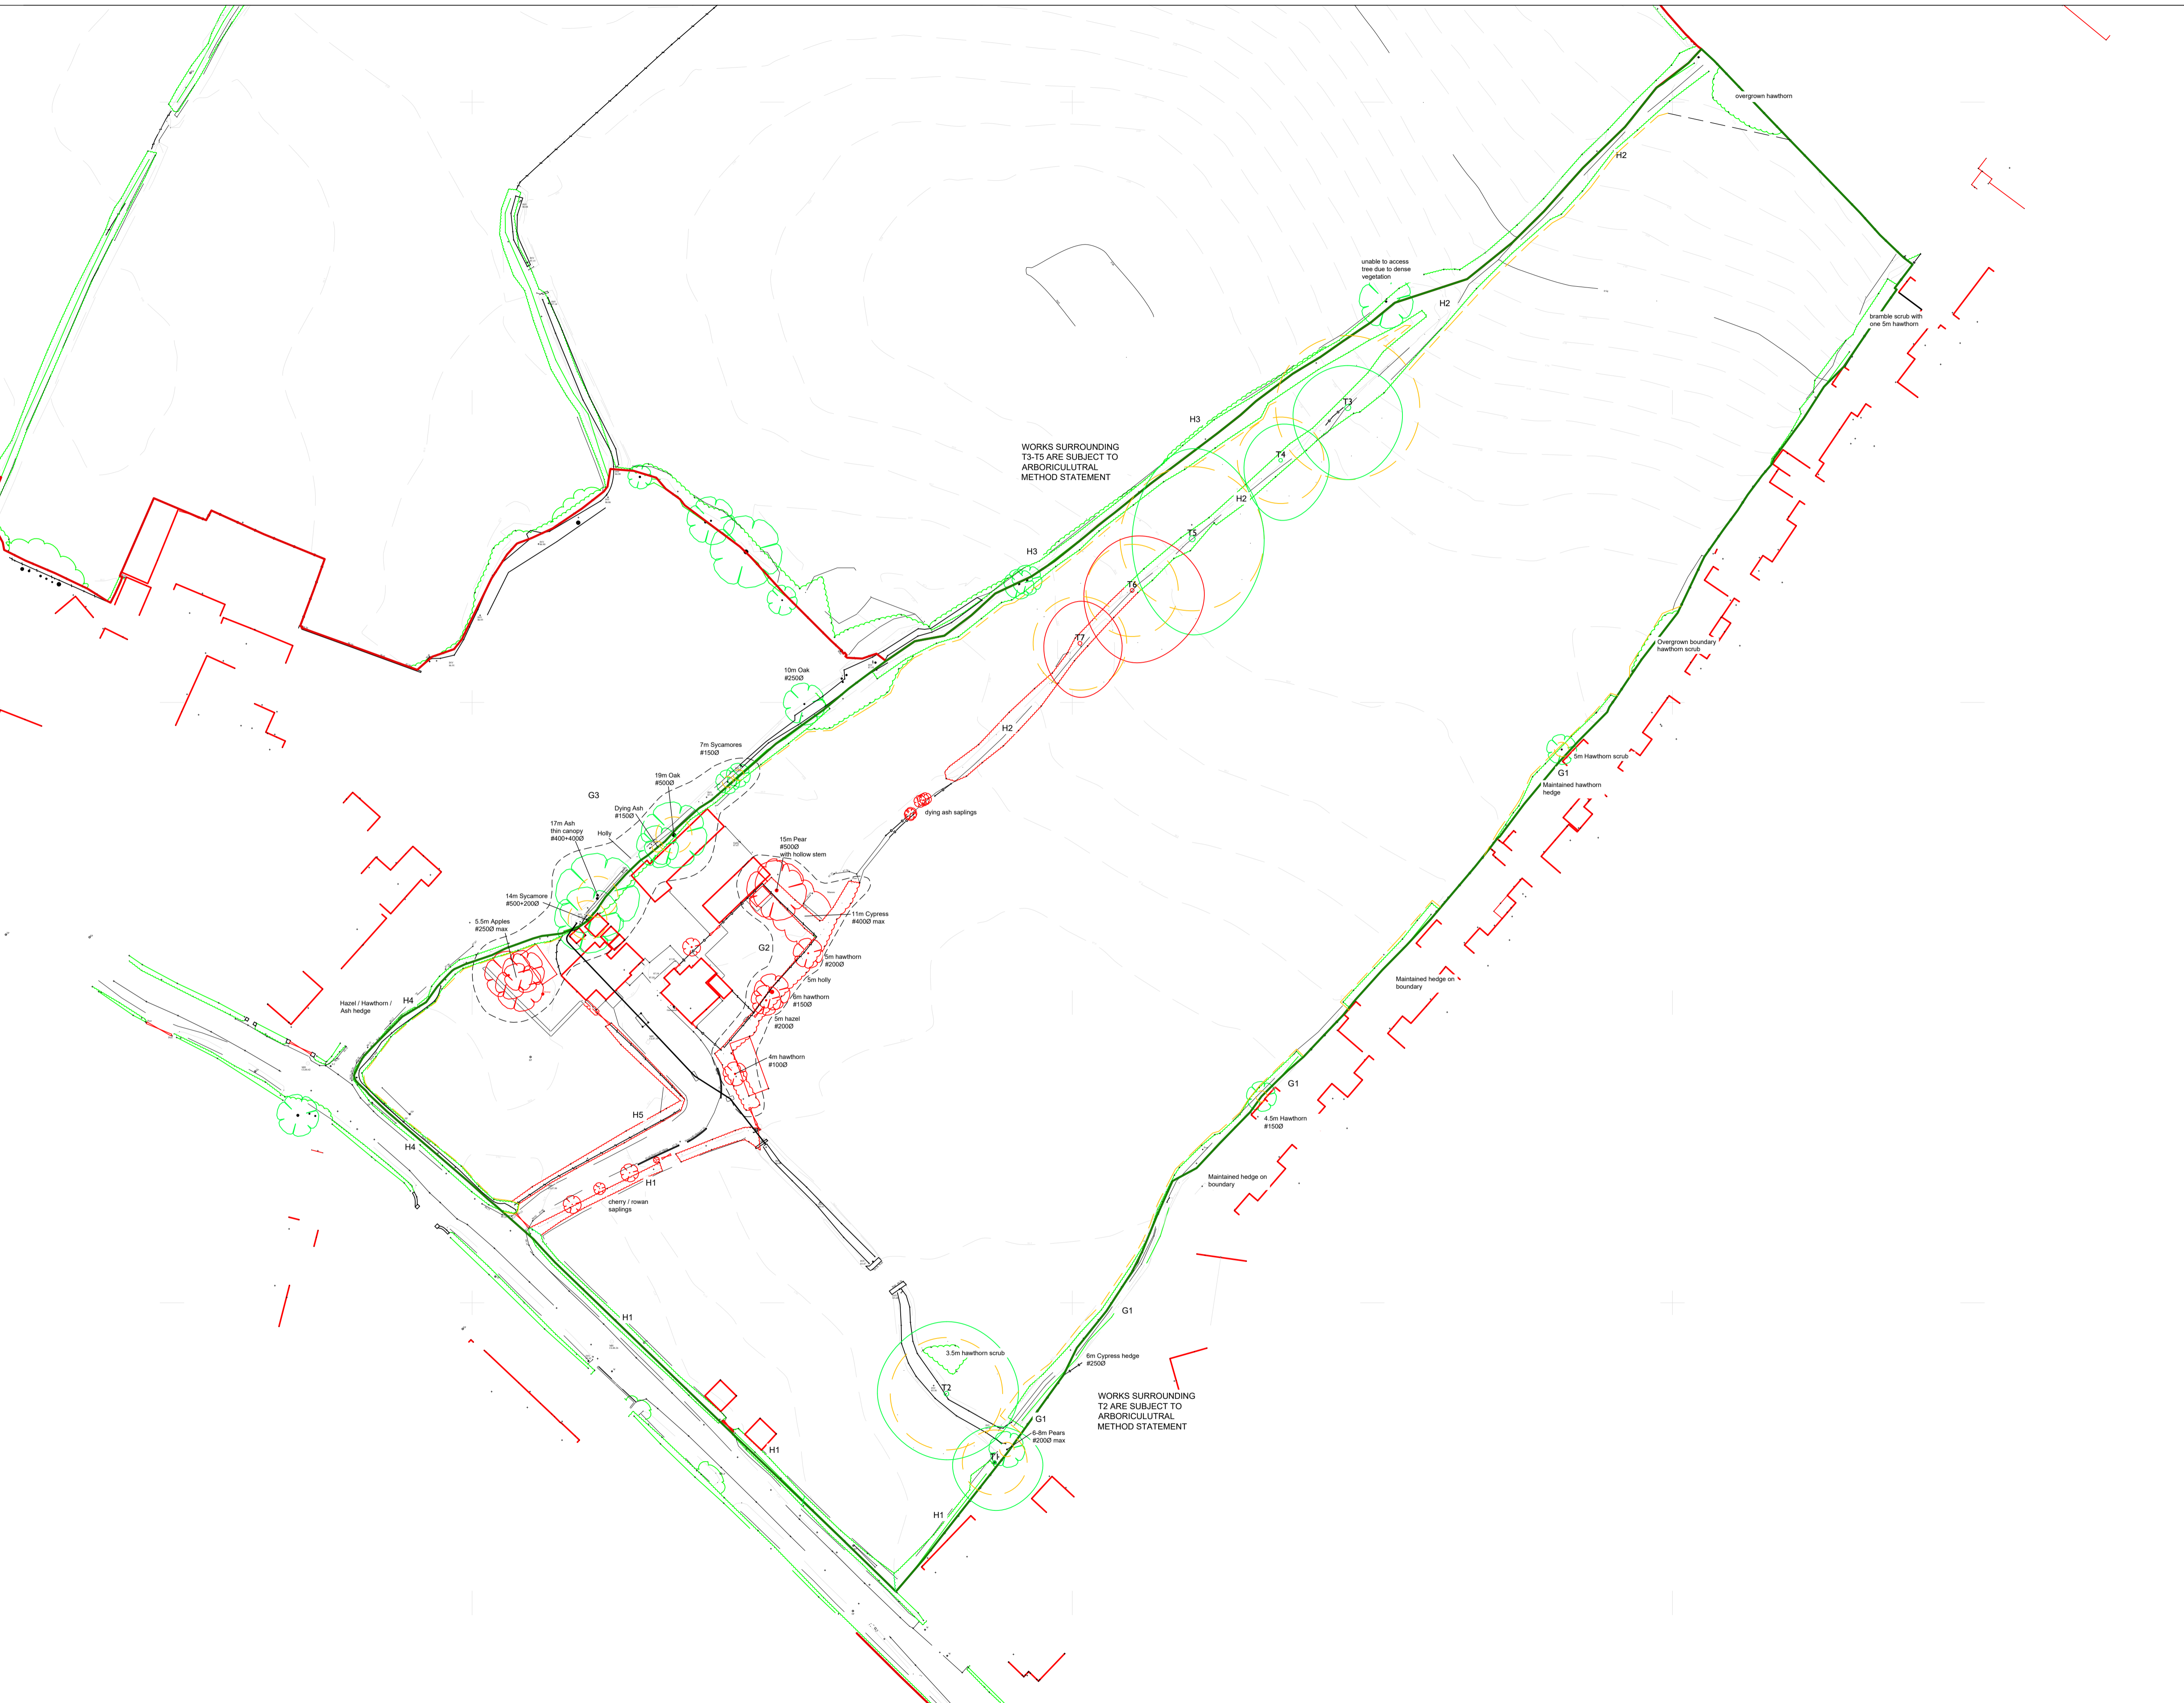 overgrown hawthorn
H2
unable to access
tree due to dense
vegetation
H2
bramble scrub with
one 5m hawthorn
T3
H3
WORKS SURROUNDING
T3-T5 ARE SUBJECT TO
ARBORICULUTRAL
METHOD STATEMENT
T4
H2
T5
H3
T6
T7
Overgrown boundary
hawthorn scrub
10m Oak
#250Ø
H2
7m Sycamores
#150Ø
5m Hawthorn scrub
G1
Maintained hawthorn
hedge
19m Oak
#500Ø
G3
Dying Ash
#150Ø
dying ash saplings
17m Ash
thin canopy
#400+400Ø
Holly
15m Pear
#500Ø
with hollow stem
14m Sycamore
#500+200Ø
11m Cypress
#400Ø max
5.5m Apples
#250Ø max
G2
5m hawthorn
#200Ø
5m holly
6m hawthorn
#150Ø
Maintained hedge on
boundary
Hazel / Hawthorn /
Ash hedge
H4
5m hazel
#200Ø
4m hawthorn
#100Ø
G1
H5
4.5m Hawthorn
#150Ø
H4
H1
Maintained hedge on
boundary
cherry / rowan
saplings
G1
H1
3.5m hawthorn scrub
6m Cypress hedge
#250Ø
T2
WORKS SURROUNDING
T2 ARE SUBJECT TO
ARBORICULUTRAL
METHOD STATEMENT
G1
6-8m Pears
#200Ø max
H1
T1
H1